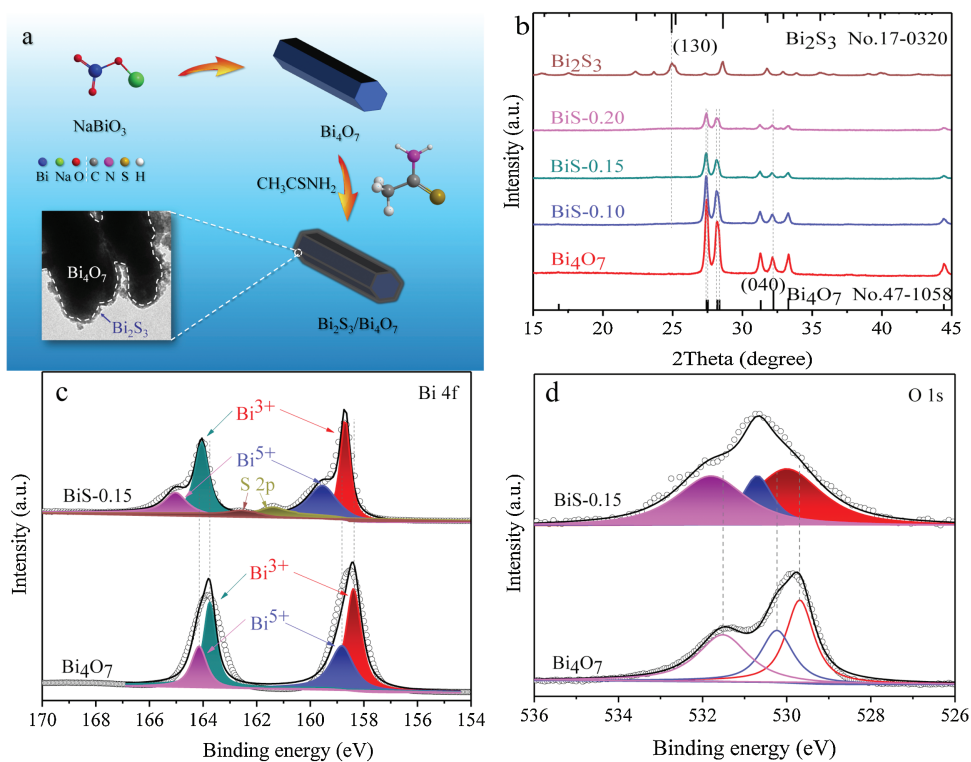 a
NaBiO₃
Bi₄O₇
Bi Na O C N S H
CH₃CSNH₂
Bi₄O₇
Bi₂S₃
Bi₂S₃/Bi₄O₇
b
Bi₂S₃ No.17-0320
(130)
Bi₂S₃
BiS-0.20
BiS-0.15
BiS-0.10
Bi₄O₇
(040)
Bi₄O₇ No.47-1058
Intensity (a.u.)
15 20 25 30 35 40 45
2Theta (degree)
c
Bi 4f
Bi³⁺
Bi⁵⁺
S 2p
BiS-0.15
Bi³⁺
Bi⁵⁺
Bi₄O₇
Intensity (a.u.)
170 168 166 164 162 160 158 156 154
Binding energy (eV)
d
O 1s
BiS-0.15
Bi₄O₇
Intensity (a.u.)
536 534 532 530 528 526
Binding energy (eV)